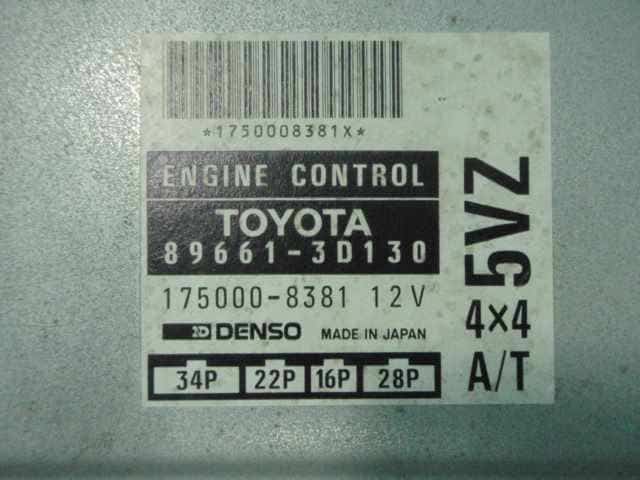 *1750008381X*
ENGINE CONTROL
TOYOTA
89661-3D130
175000-8381 12V
DENSO MADE IN JAPAN
34P 22P 16P 28P
5VZ
4×4
A/T